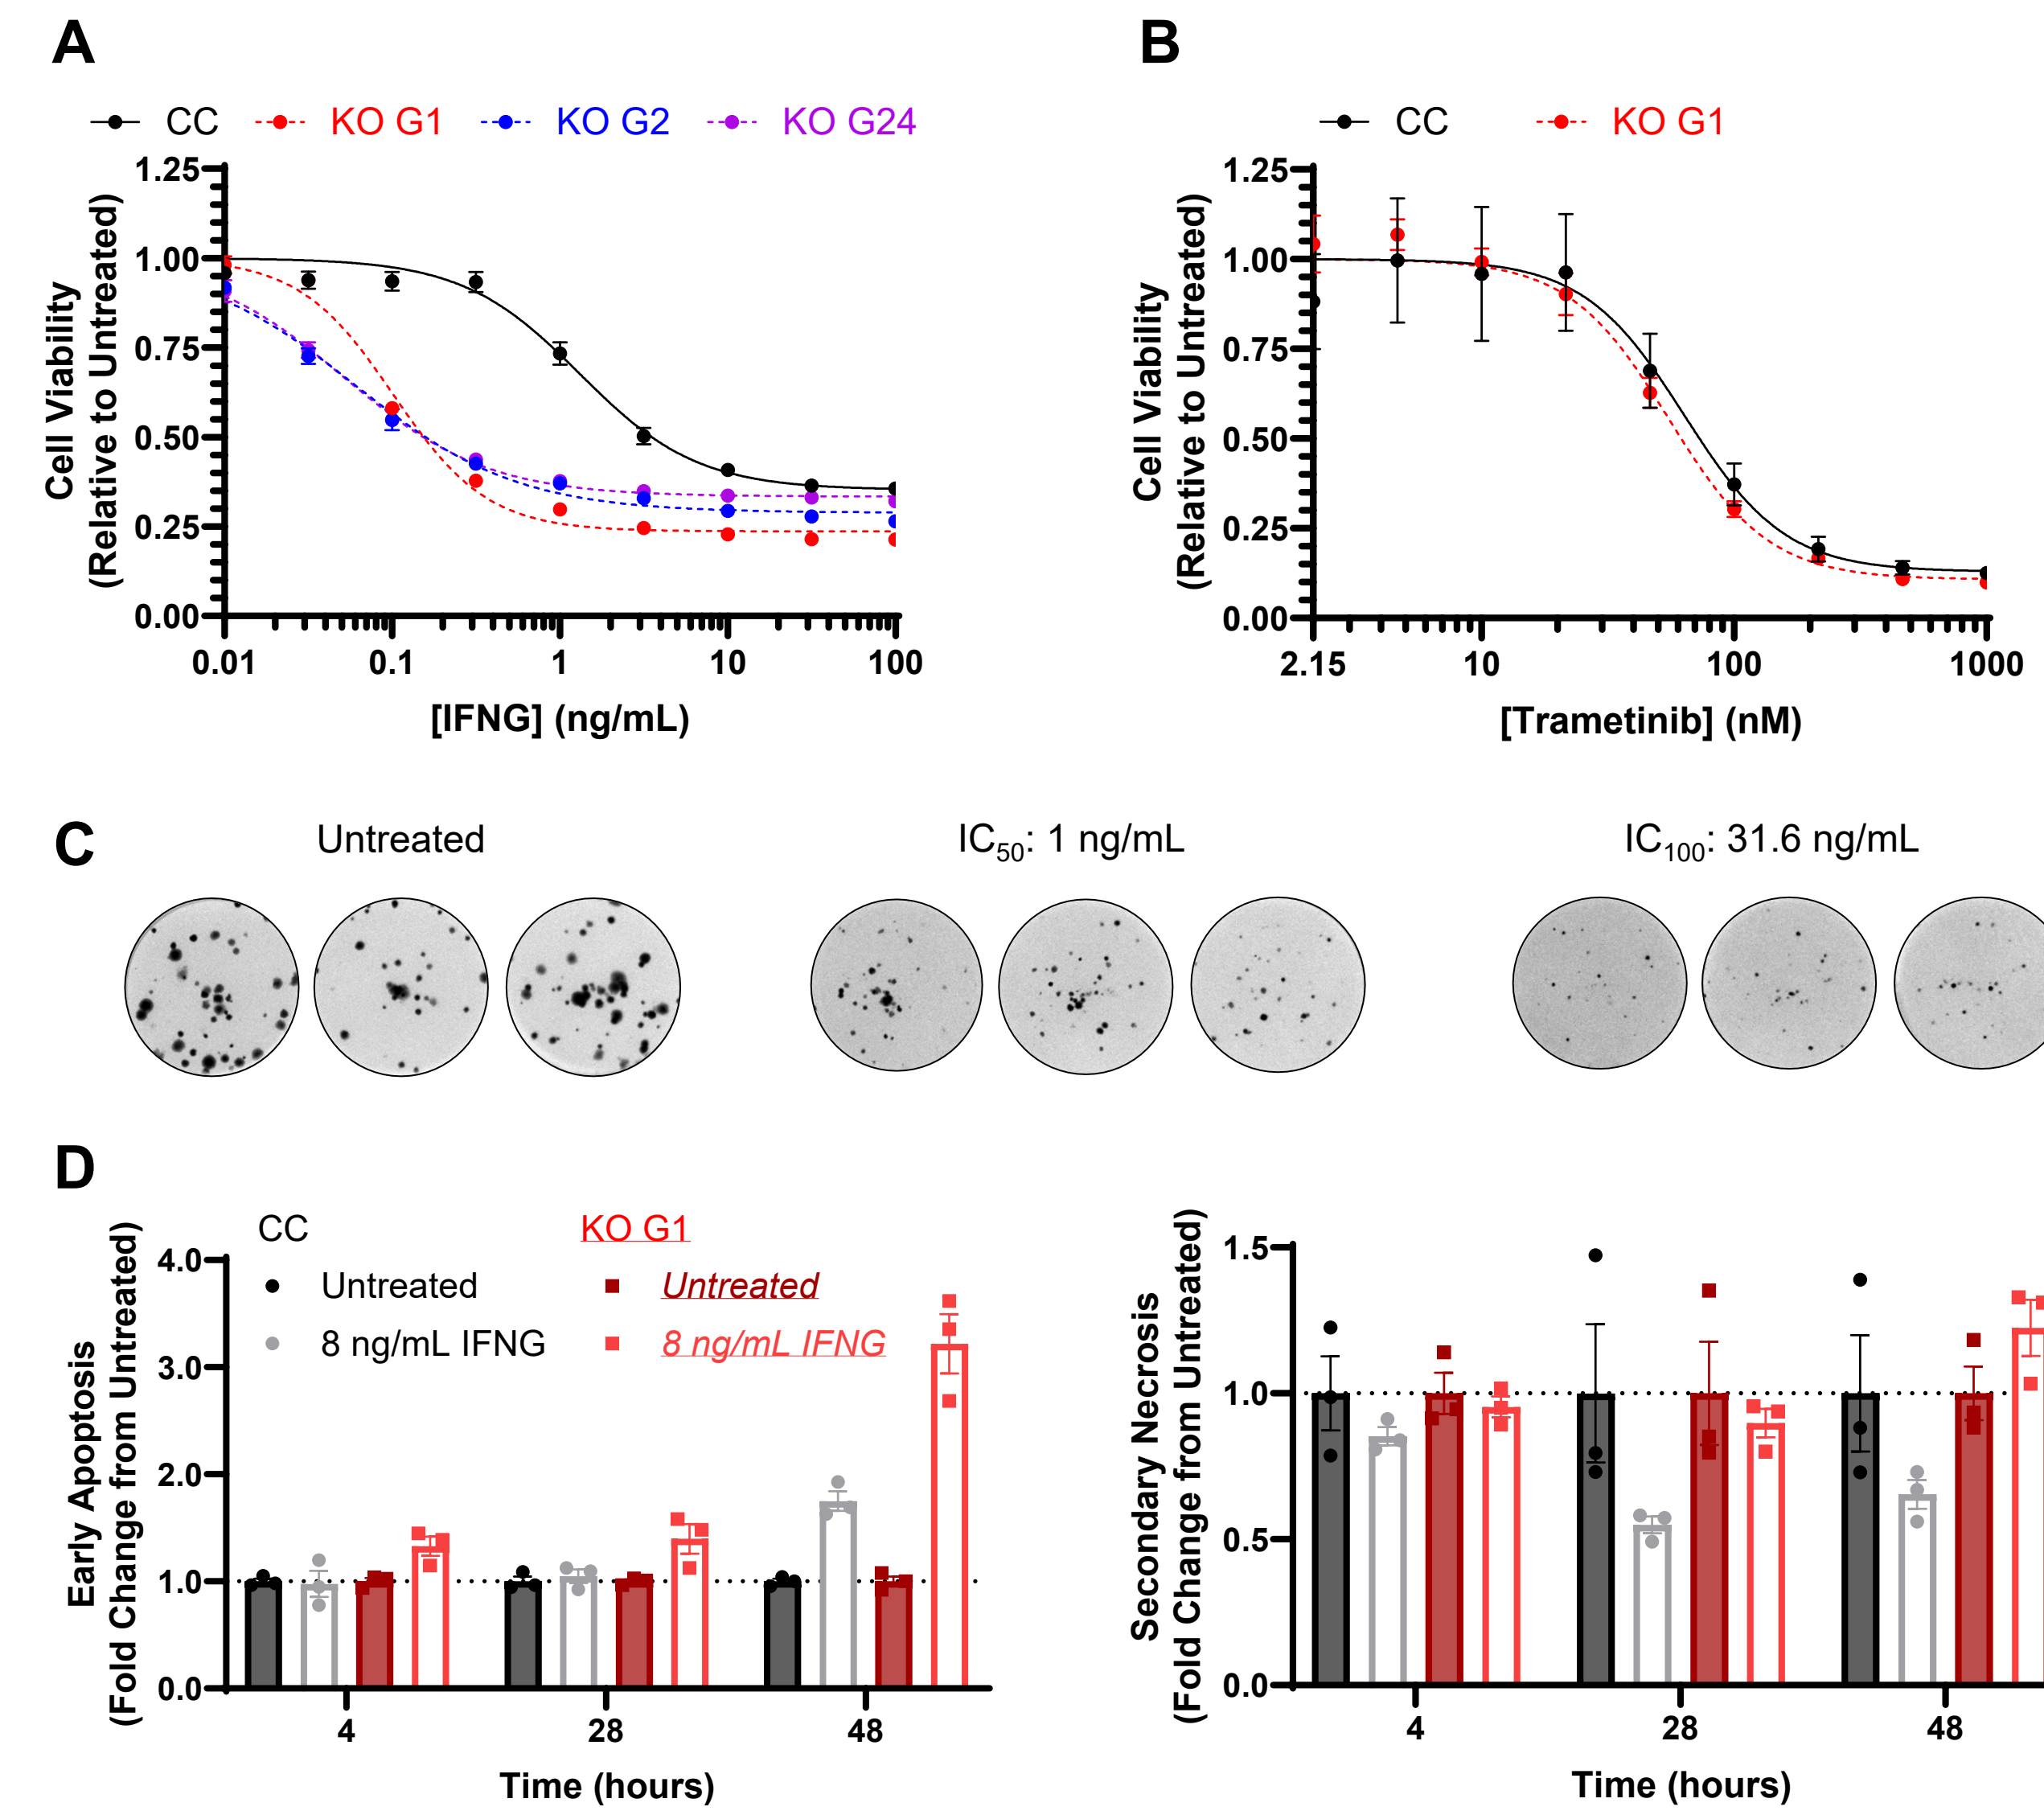 A
B
CC KO G1 KO G2 KO G24
CC KO G1
Cell Viability
(Relative to Untreated)
1.25
1.00
0.75
0.50
0.25
0.00
0.01 0.1 1 10 100
[IFNG] (ng/mL)
Cell Viability
(Relative to Untreated)
1.25
1.00
0.75
0.50
0.25
0.00
2.15 10 100 1000
[Trametinib] (nM)
C
Untreated
IC50: 1 ng/mL
IC100: 31.6 ng/mL
D
CC KO G1
Untreated Untreated
8 ng/mL IFNG 8 ng/mL IFNG
Early Apoptosis
(Fold Change from Untreated)
4.0
3.0
2.0
1.0
0.0
4 28 48
Time (hours)
Secondary Necrosis
(Fold Change from Untreated)
1.5
1.0
0.5
0.0
4 28 48
Time (hours)